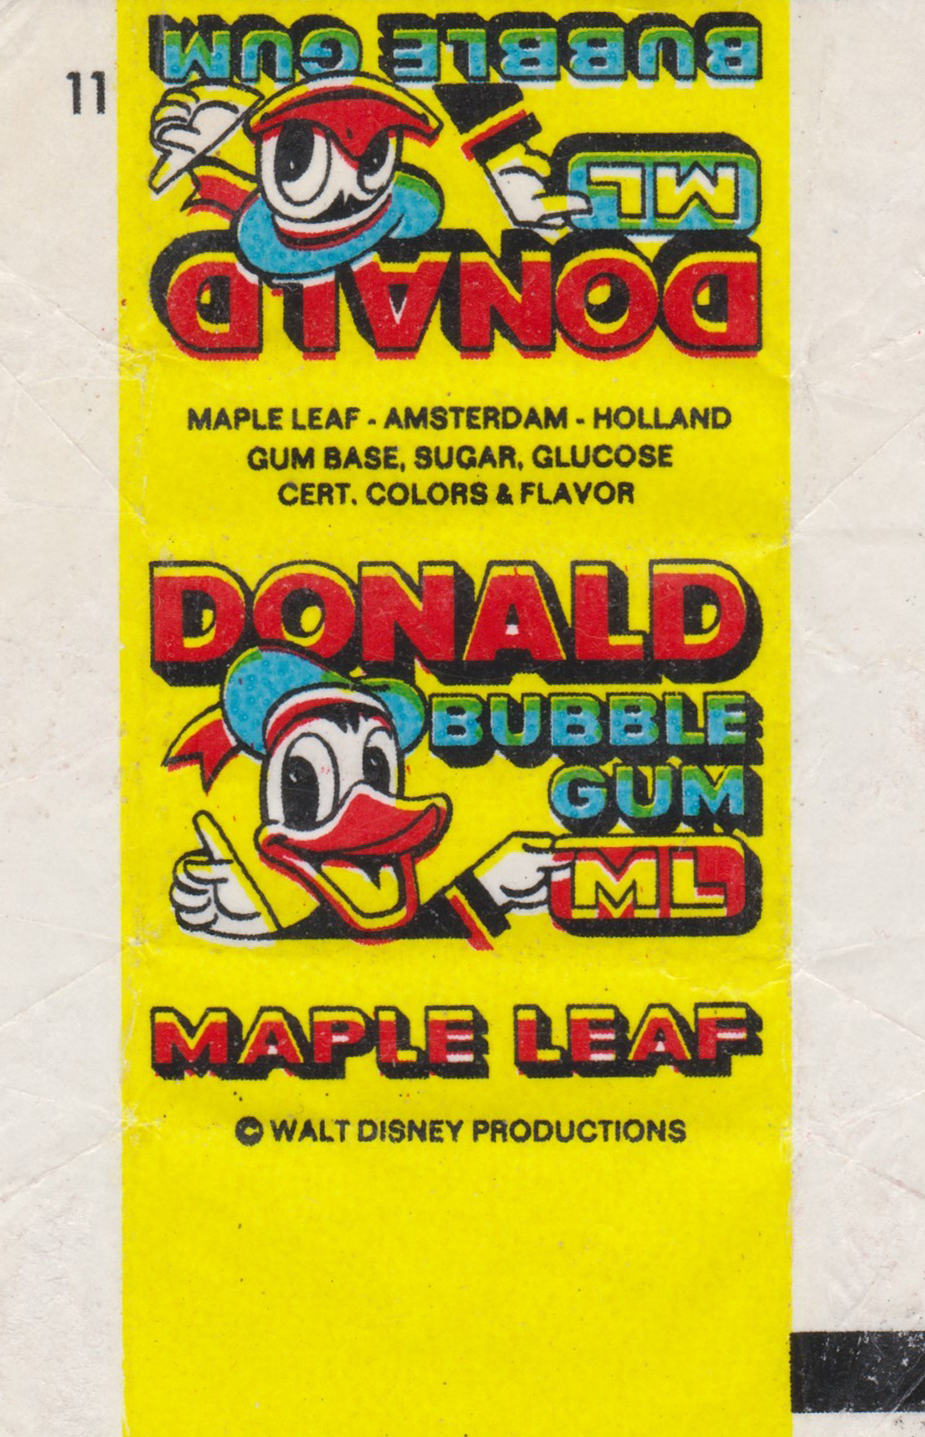 11
BUBBLE GUM
ML
DONALD
MAPLE LEAF - AMSTERDAM - HOLLAND
GUM BASE, SUGAR, GLUCOSE
CERT. COLORS & FLAVOR
DONALD
BUBBLE
GUM
ML
MAPLE LEAF
© WALT DISNEY PRODUCTIONS